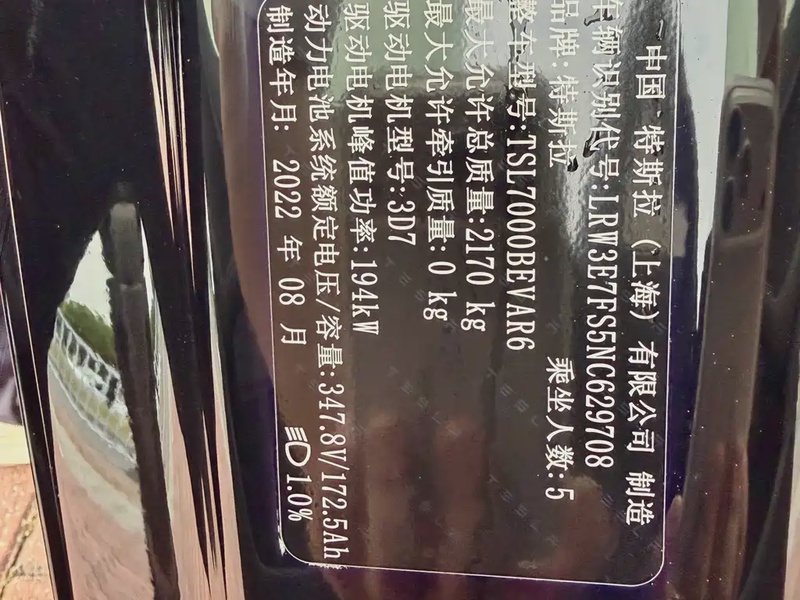 中国 特斯拉（上海）有限公司 制造
车辆识别代号:LRW3E7FS5NC629708
品牌: 特斯拉 乘坐人数:5
整车型号:TSL7000BEVAR6
最大允许总质量:2170 kg
最大允许牵引质量: 0 kg
驱动电机型号:3D7
驱动电机峰值功率:194kW
动力电池系统额定电压/容量:347.8V/172.5Ah
制造年月: 2022 年 08 月 1.0%